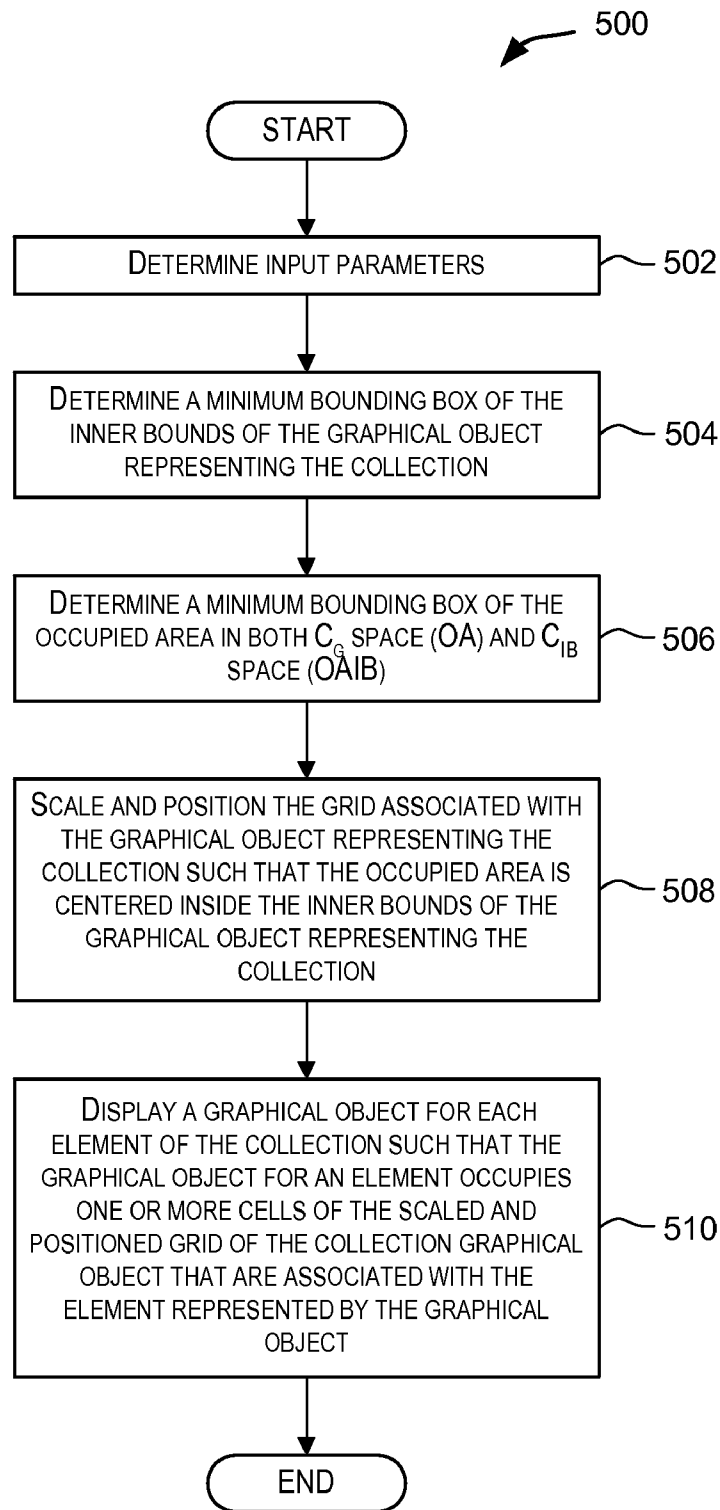 500
START
DETERMINE INPUT PARAMETERS
502
DETERMINE A MINIMUM BOUNDING BOX OF THE
INNER BOUNDS OF THE GRAPHICAL OBJECT
REPRESENTING THE COLLECTION
504
DETERMINE A MINIMUM BOUNDING BOX OF THE
OCCUPIED AREA IN BOTH CG SPACE (OA) AND CIB
SPACE (OAIB)
506
SCALE AND POSITION THE GRID ASSOCIATED WITH
THE GRAPHICAL OBJECT REPRESENTING THE
COLLECTION SUCH THAT THE OCCUPIED AREA IS
CENTERED INSIDE THE INNER BOUNDS OF THE
GRAPHICAL OBJECT REPRESENTING THE
COLLECTION
508
DISPLAY A GRAPHICAL OBJECT FOR EACH
ELEMENT OF THE COLLECTION SUCH THAT THE
GRAPHICAL OBJECT FOR AN ELEMENT OCCUPIES
ONE OR MORE CELLS OF THE SCALED AND
POSITIONED GRID OF THE COLLECTION GRAPHICAL
OBJECT THAT ARE ASSOCIATED WITH THE
ELEMENT REPRESENTED BY THE GRAPHICAL
OBJECT
510
END